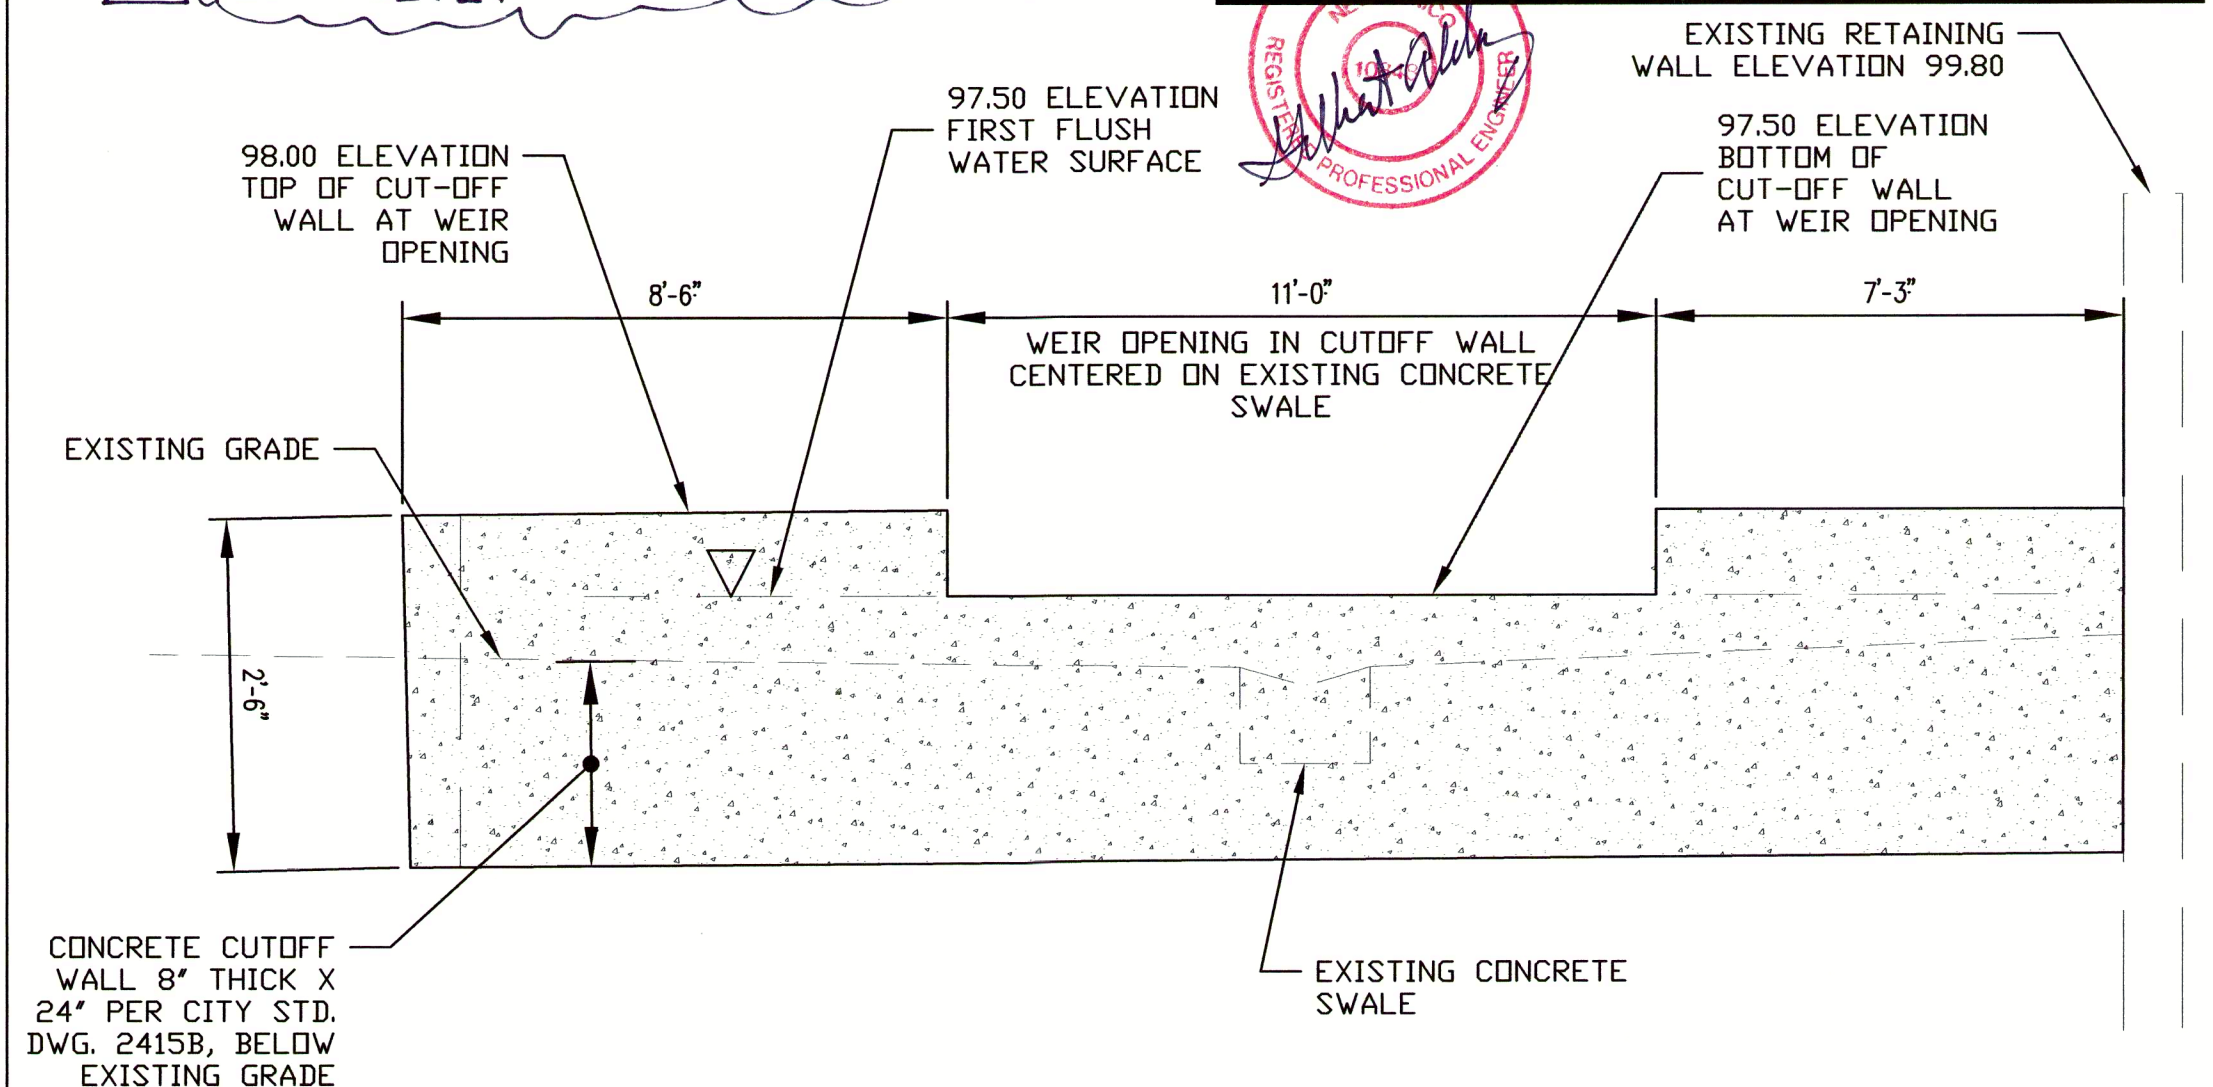 EXISTING RETAINING
WALL ELEVATION 99.80
97.50 ELEVATION
FIRST FLUSH
WATER SURFACE
REGISTERED PROFESSIONAL ENGINEER
97.50 ELEVATION
BOTTOM OF
CUT-OFF WALL
AT WEIR OPENING
98.00 ELEVATION
TOP OF CUT-OFF
WALL AT WEIR
OPENING
8'-6"
11'-0"
7'-3"
WEIR OPENING IN CUTOFF WALL
CENTERED ON EXISTING CONCRETE
SWALE
EXISTING GRADE
2'-6"
CONCRETE CUTOFF
WALL 8" THICK X
24" PER CITY STD.
DWG. 2415B, BELOW
EXISTING GRADE
EXISTING CONCRETE
SWALE